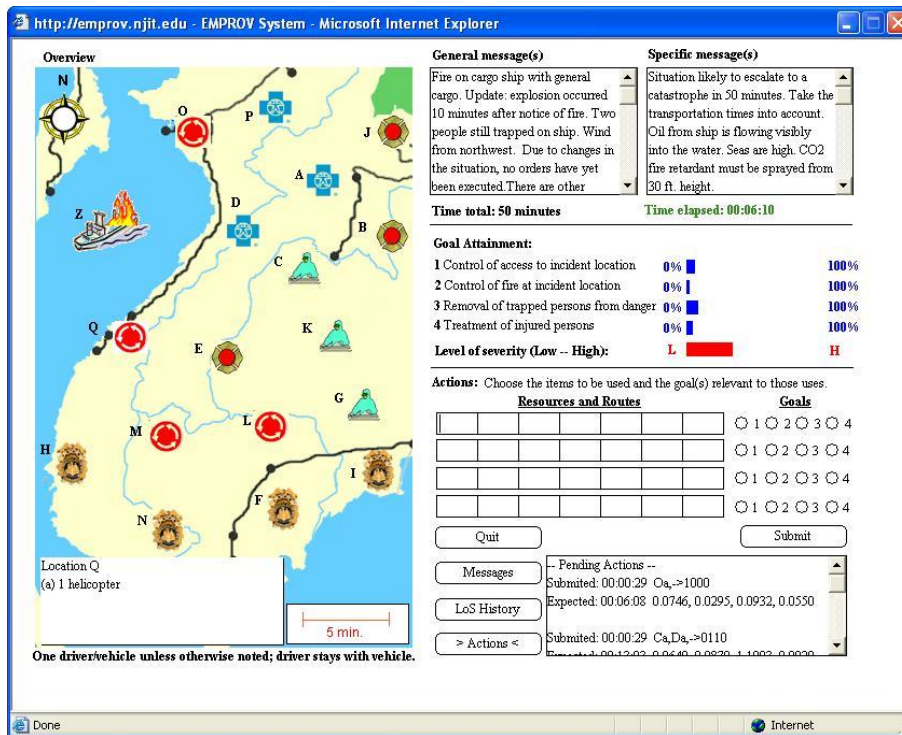 http://emprov.njit.edu - EMPROV System - Microsoft Internet Explorer
Overview
General message(s)
Specific message(s)
Fire on cargo ship with general
cargo. Update: explosion occurred
10 minutes after notice of fire. Two
people still trapped on ship. Wind
from northwest. Due to changes in
the situation, no orders have yet
been executed.There are other
Situation likely to escalate to a
catastrophe in 50 minutes. Take the
transportation times into account.
Oil from ship is flowing visibly
into the water. Seas are high. CO2
fire retardant must be sprayed from
30 ft. height.
Time total: 50 minutes
Time elapsed: 00:06:10
Goal Attainment:
1 Control of access to incident location 0% 100%
2 Control of fire at incident location 0% 100%
3 Removal of trapped persons from danger 0% 100%
4 Treatment of injured persons 0% 100%
Level of severity (Low -- High): L H
Actions: Choose the items to be used and the goal(s) relevant to those uses.
Resources and Routes
Goals
1 2 3 4
1 2 3 4
1 2 3 4
1 2 3 4
Quit
Submit
Messages
LoS History
> Actions <
-- Pending Actions --
Submited: 00:00:29 Oa,->1000
Expected: 00:06:08 0.0746, 0.0295, 0.0932, 0.0550
Submited: 00:00:29 Ca,Da,->0110
N
O
P
J
A
Z
D
B
C
Q
K
E
G
M
L
H
I
F
N
Location Q
(a) 1 helicopter
5 min.
One driver/vehicle unless otherwise noted; driver stays with vehicle.
Done
Internet